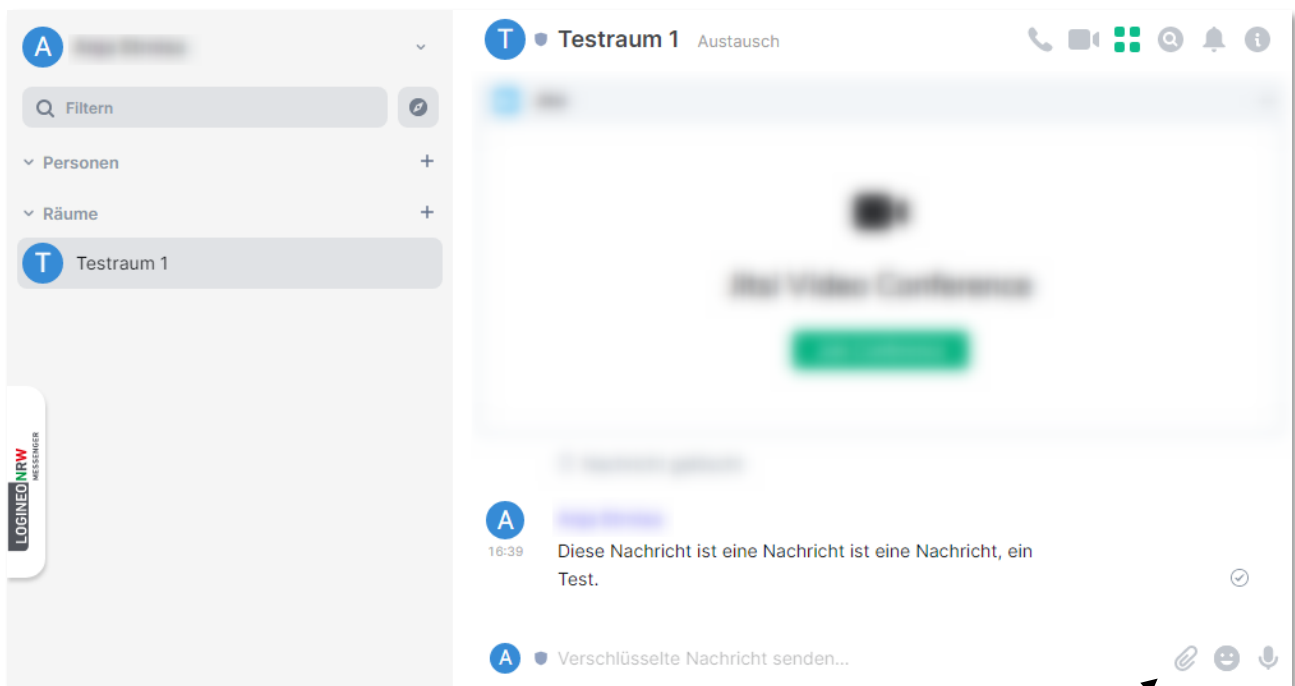 A
Filtern
Personen
Räume
T Testraum 1
LOGINEO NRW
MESSENGER
T Testraum 1 Austausch
A
16:39 Diese Nachricht ist eine Nachricht ist eine Nachricht, ein
Test.
A Verschlüsselte Nachricht senden...